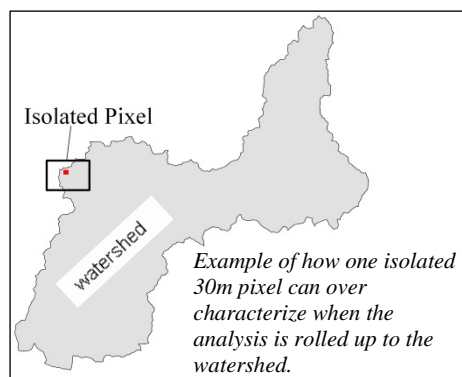 Isolated Pixel
watershed
Example of how one isolated
30m pixel can over
characterize when the
analysis is rolled up to the
watershed.